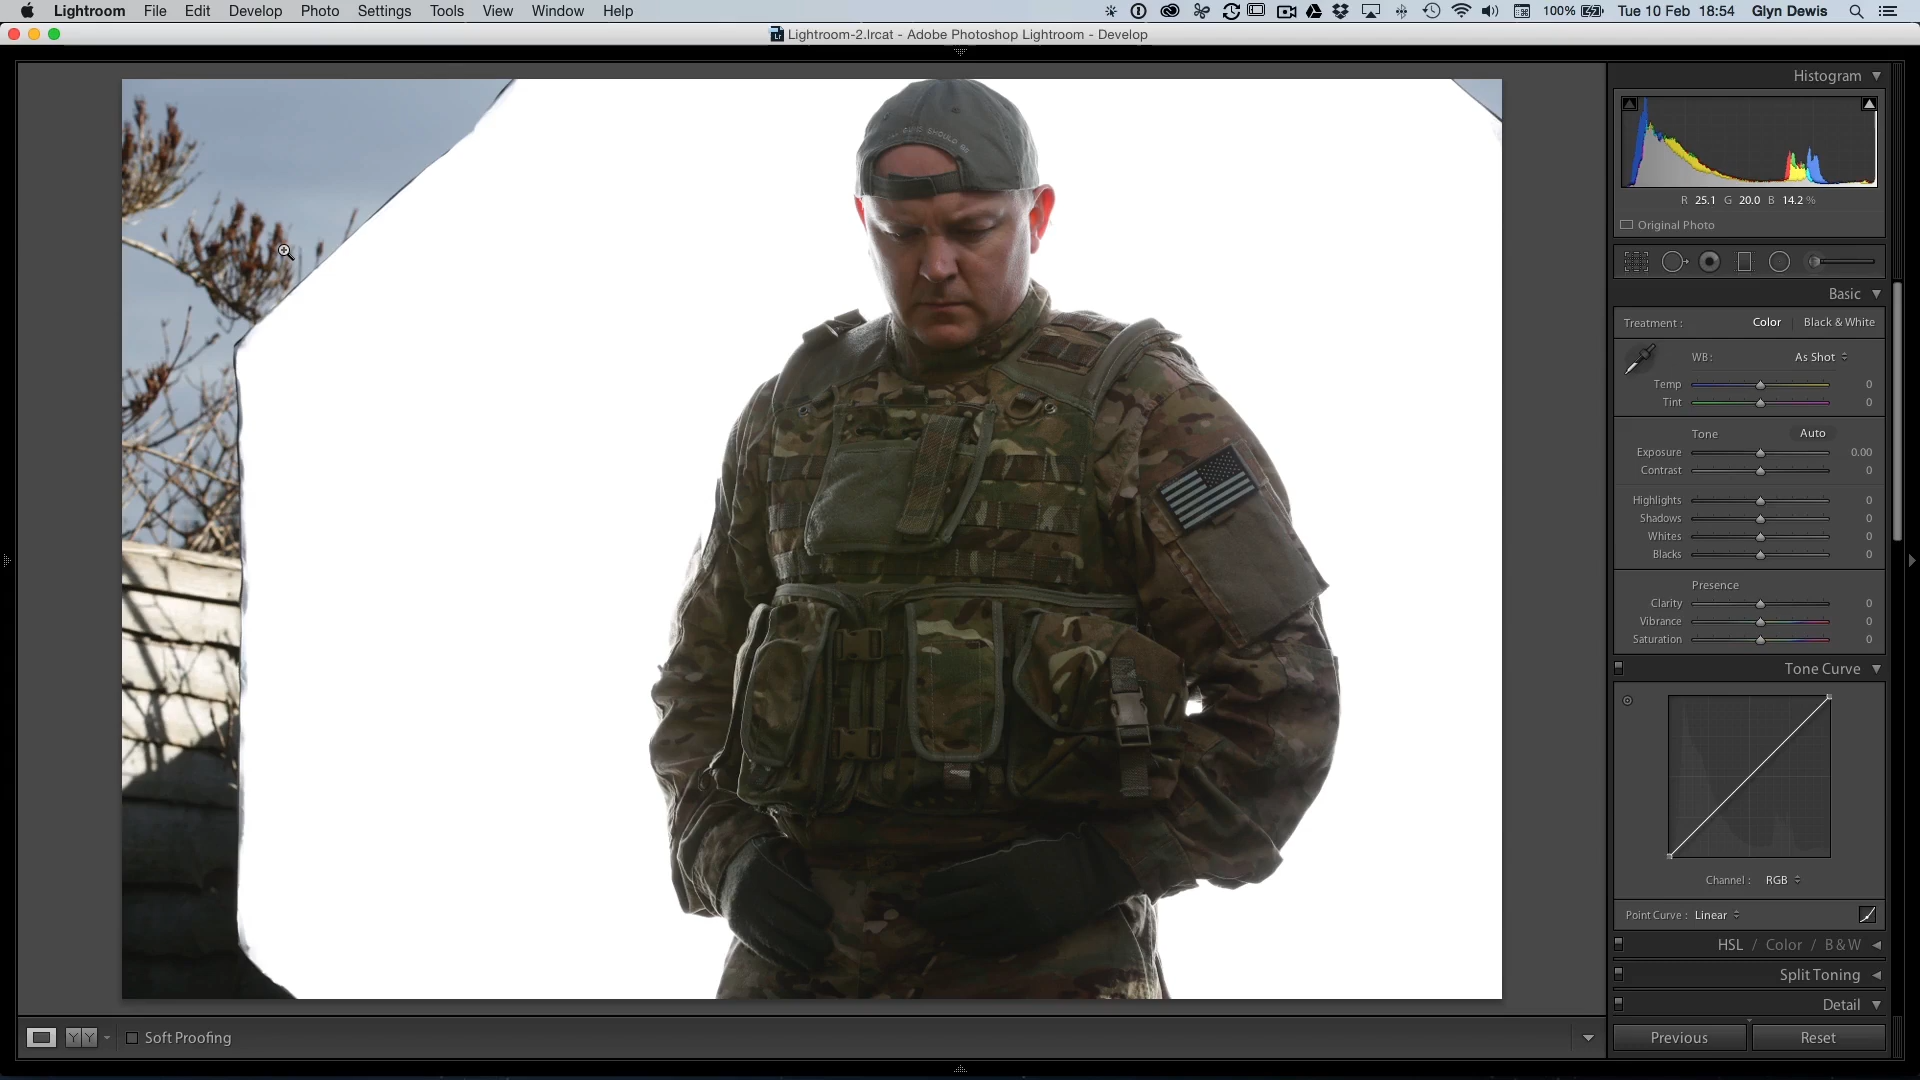 Lightroom File Edit Develop Photo Settings Tools View Window Help 100% Tue 10 Feb 18:54 Glyn Dewis
Lightroom-2.lrcat - Adobe Photoshop Lightroom - Develop
Histogram
R 25.1 G 20.0 B 14.2 %
Original Photo
Basic
Treatment : Color Black & White
WB : As Shot
Temp 0
Tint 0
Tone Auto
Exposure 0.00
Contrast 0
Highlights 0
Shadows 0
Whites 0
Blacks 0
Presence
Clarity 0
Vibrance 0
Saturation 0
Tone Curve
Channel : RGB
Point Curve : Linear
HSL / Color / B & W
Split Toning
Detail
Y Y Soft Proofing Previous Reset
SHOULD BE